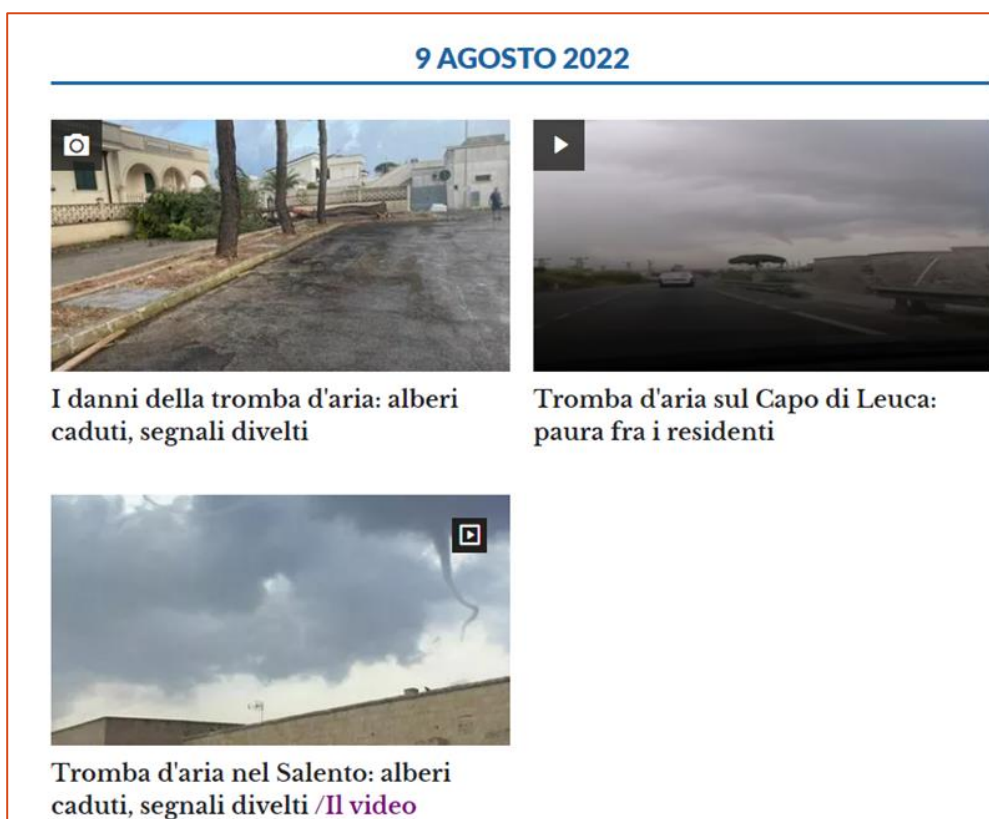 9 AGOSTO 2022
I danni della tromba d'aria: alberi
caduti, segnali divelti
Tromba d'aria sul Capo di Leuca:
paura fra i residenti
Tromba d'aria nel Salento: alberi
caduti, segnali divelti /Il video